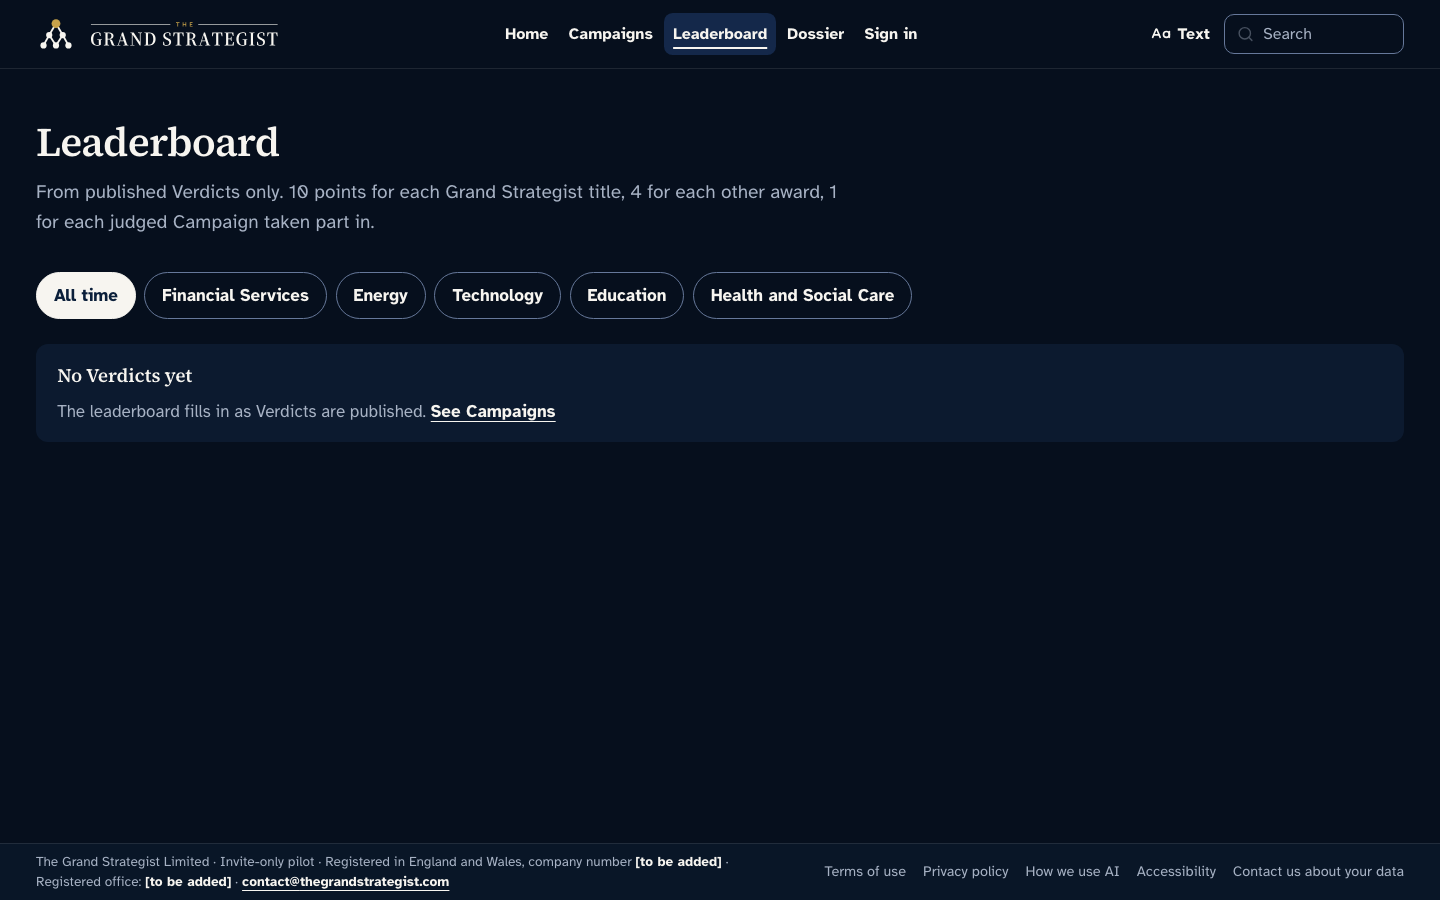 THE
GRAND STRATEGIST
Home
Campaigns
Leaderboard
Dossier
Sign in
Aa Text
Search
Leaderboard
From published Verdicts only. 10 points for each Grand Strategist title, 4 for each other award, 1
for each judged Campaign taken part in.
All time
Financial Services
Energy
Technology
Education
Health and Social Care
No Verdicts yet
The leaderboard fills in as Verdicts are published. See Campaigns
The Grand Strategist Limited · Invite-only pilot · Registered in England and Wales, company number [to be added] ·
Registered office: [to be added] · contact@thegrandstrategist.com
Terms of use
Privacy policy
How we use AI
Accessibility
Contact us about your data